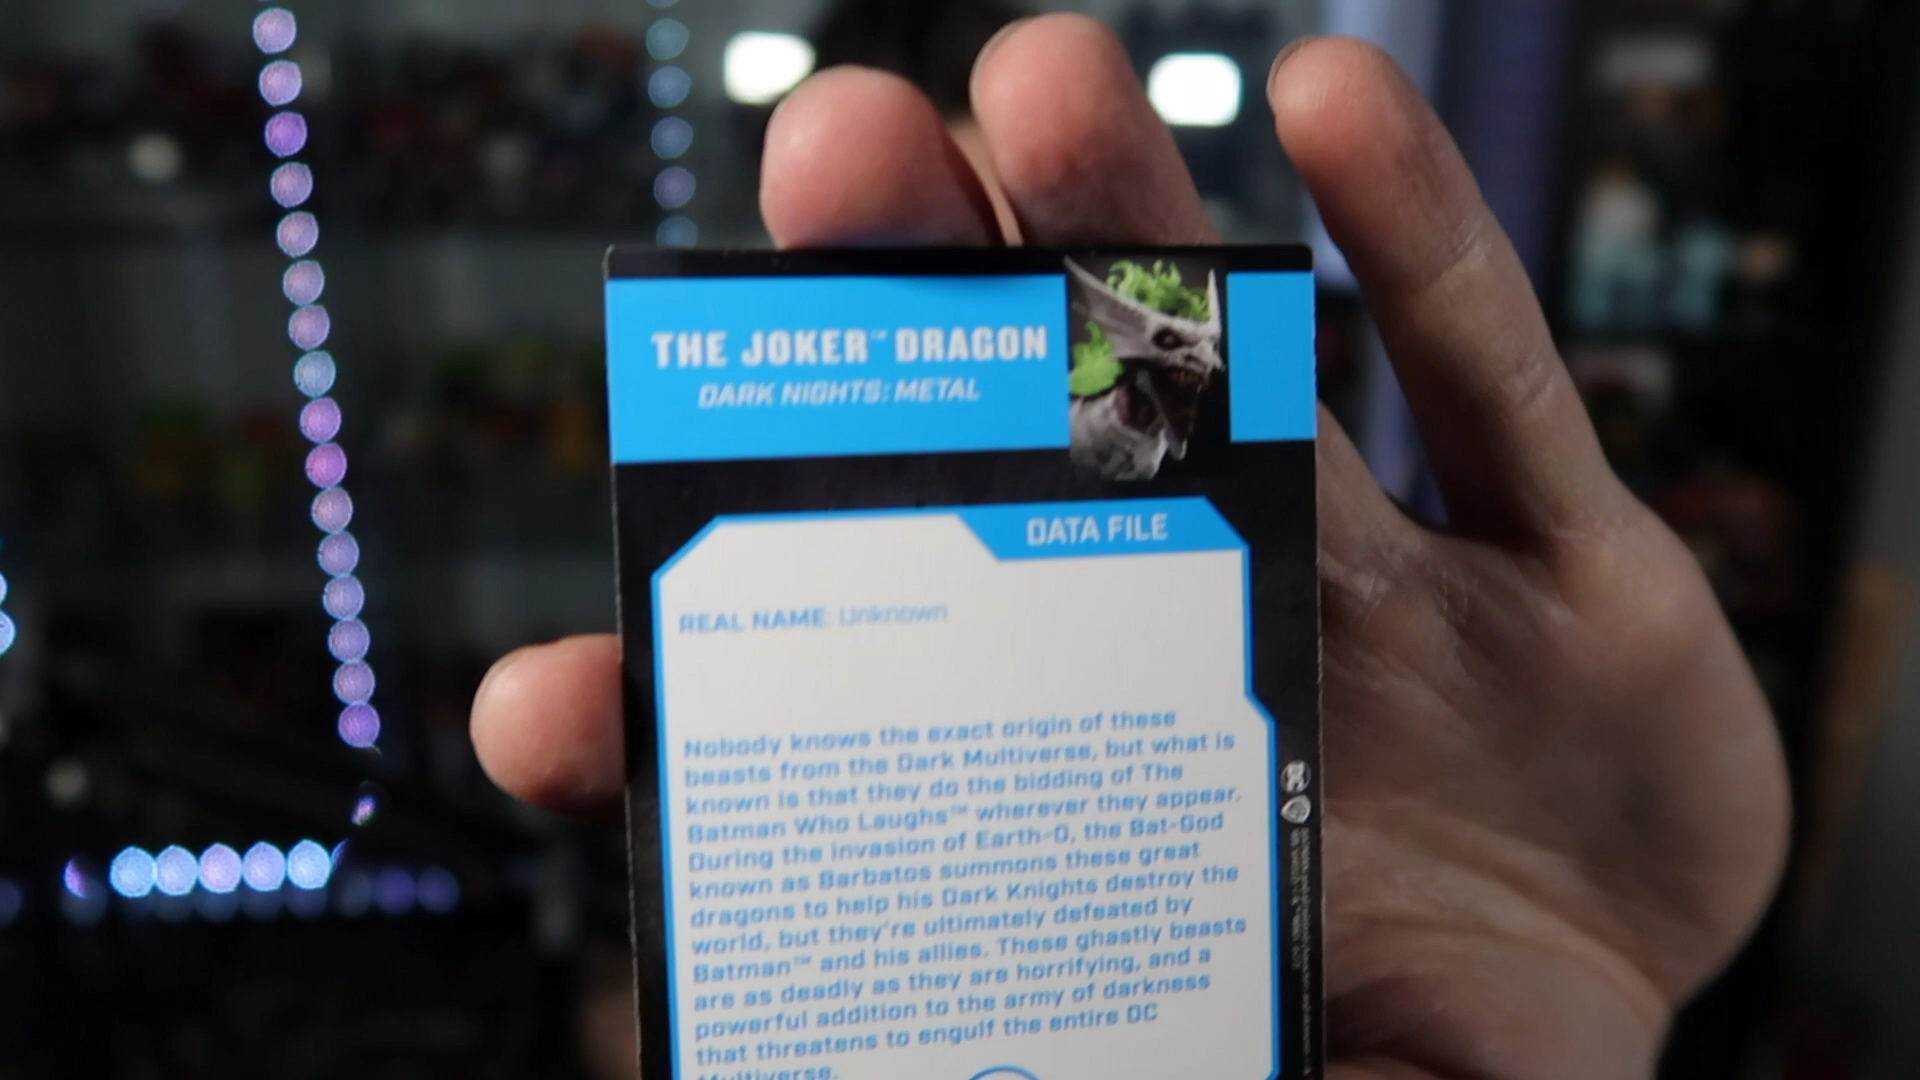 THE JOKER™ DRAGON
DARK NIGHTS: METAL
DATA FILE
REAL NAME: Unknown
Nobody knows the exact origin of these
beasts from the Dark Multiverse, but what is
known is that they do the bidding of The
Batman Who Laughs™ wherever they appear.
During the invasion of Earth-0, the Bat-God
known as Barbatos summons these great
dragons to help his Dark Knights destroy the
world, but they're ultimately defeated by
Batman™ and his allies. These ghastly beasts
are as deadly as they are horrifying, and a
powerful addition to the army of darkness
that threatens to engulf the entire DC
Multiverse.
DC